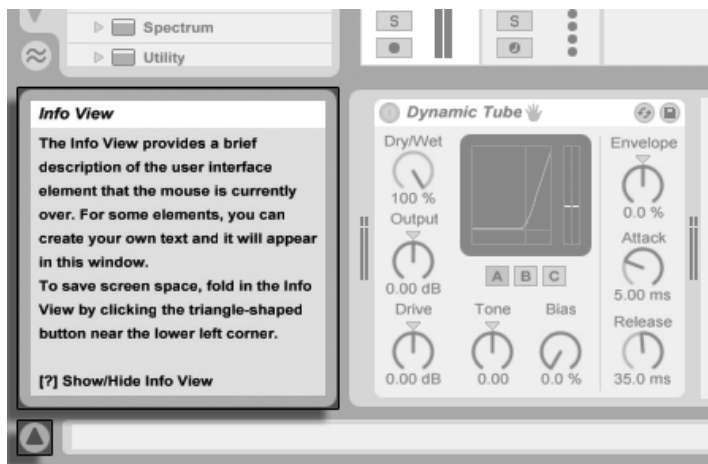 Spectrum
Utility
S
S
Info View
The Info View provides a brief
description of the user interface
element that the mouse is currently
over. For some elements, you can
create your own text and it will appear
in this window.
To save screen space, fold in the Info
View by clicking the triangle-shaped
button near the lower left corner.
[?] Show/Hide Info View
Dynamic Tube
Dry/Wet
100 %
Output
0.00 dB
Drive
0.00 dB
A B C
Tone
0.00
Bias
0.0 %
Envelope
0.0 %
Attack
5.00 ms
Release
35.0 ms